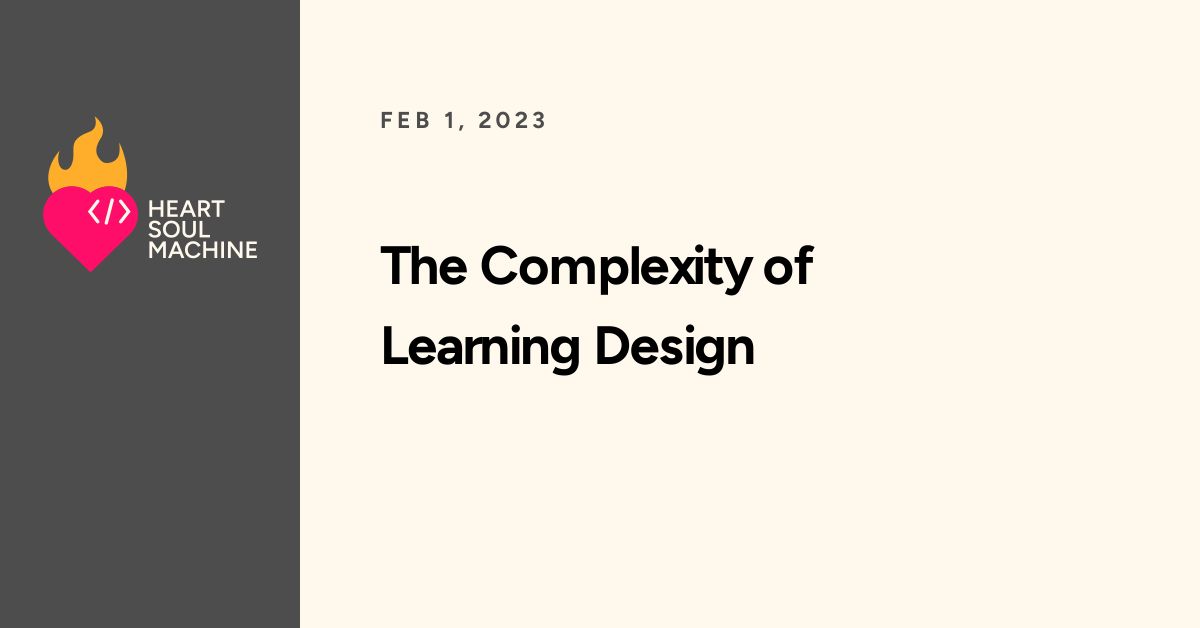 HEART
SOUL
MACHINE
FEB 1, 2023
The Complexity of
Learning Design